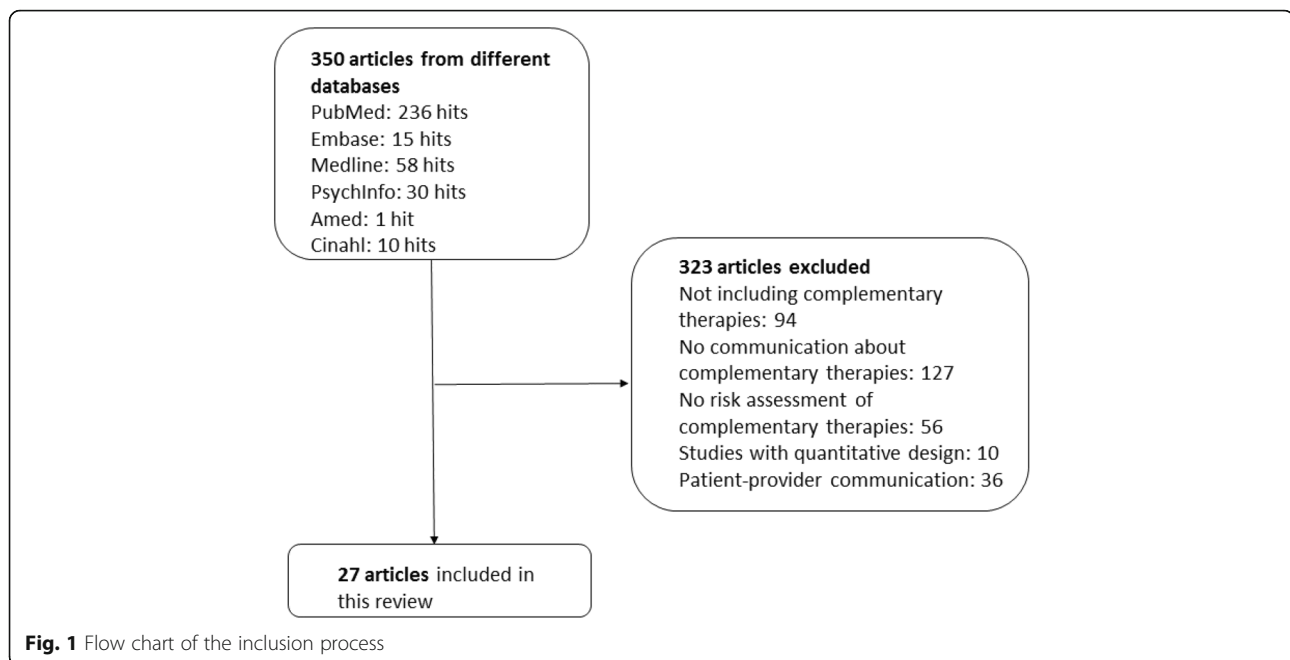 350 articles from different
databases
PubMed: 236 hits
Embase: 15 hits
Medline: 58 hits
PsychInfo: 30 hits
Amed: 1 hit
Cinahl: 10 hits
323 articles excluded
Not including complementary
therapies: 94
No communication about
complementary therapies: 127
No risk assessment of
complementary therapies: 56
Studies with quantitative design: 10
Patient-provider communication: 36
27 articles included in
this review
Fig. 1 Flow chart of the inclusion process